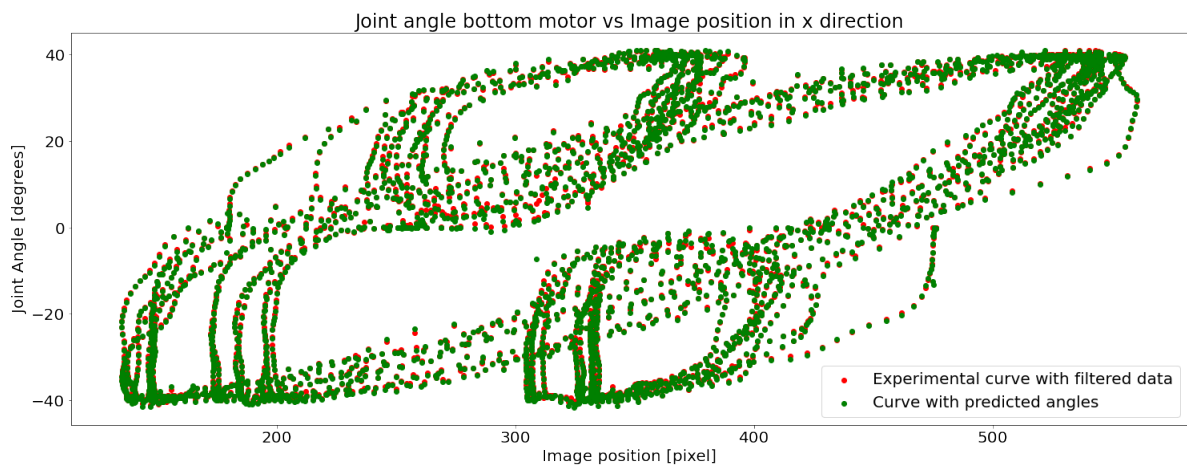 Joint angle bottom motor vs Image position in x direction
Joint Angle [degrees]
40
20
0
−20
−40
200 300 400 500
Image position [pixel]
Experimental curve with filtered data
Curve with predicted angles